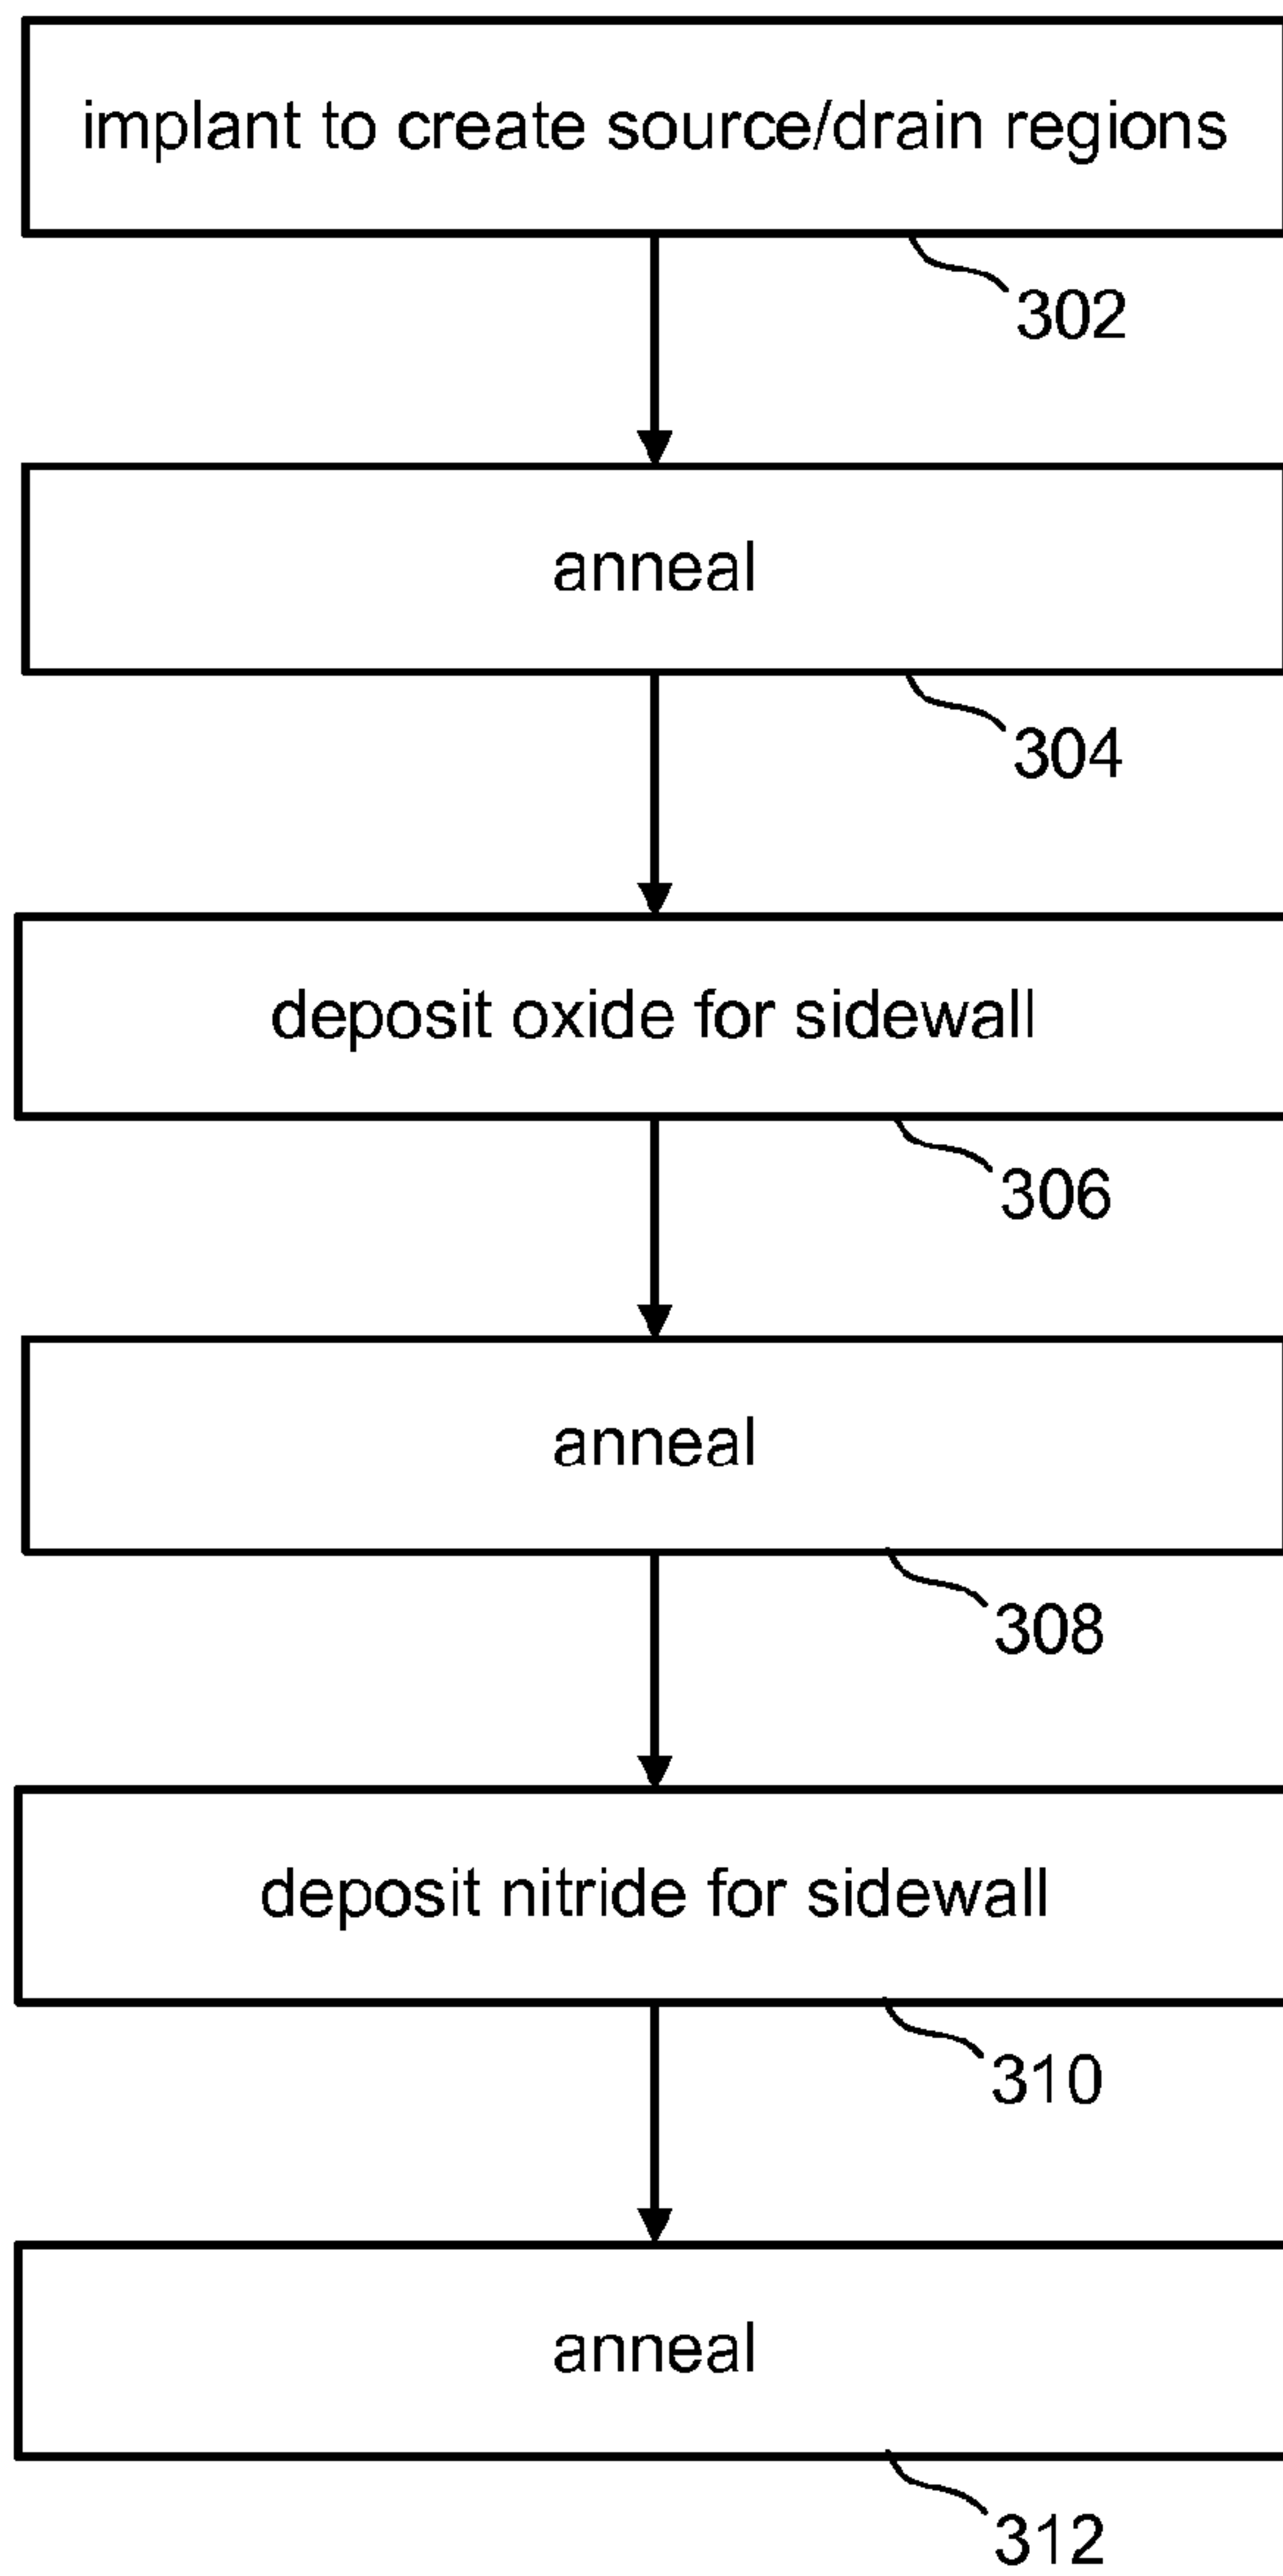 implant to create source/drain regions
302
anneal
304
deposit oxide for sidewall
306
anneal
308
deposit nitride for sidewall
310
anneal
312